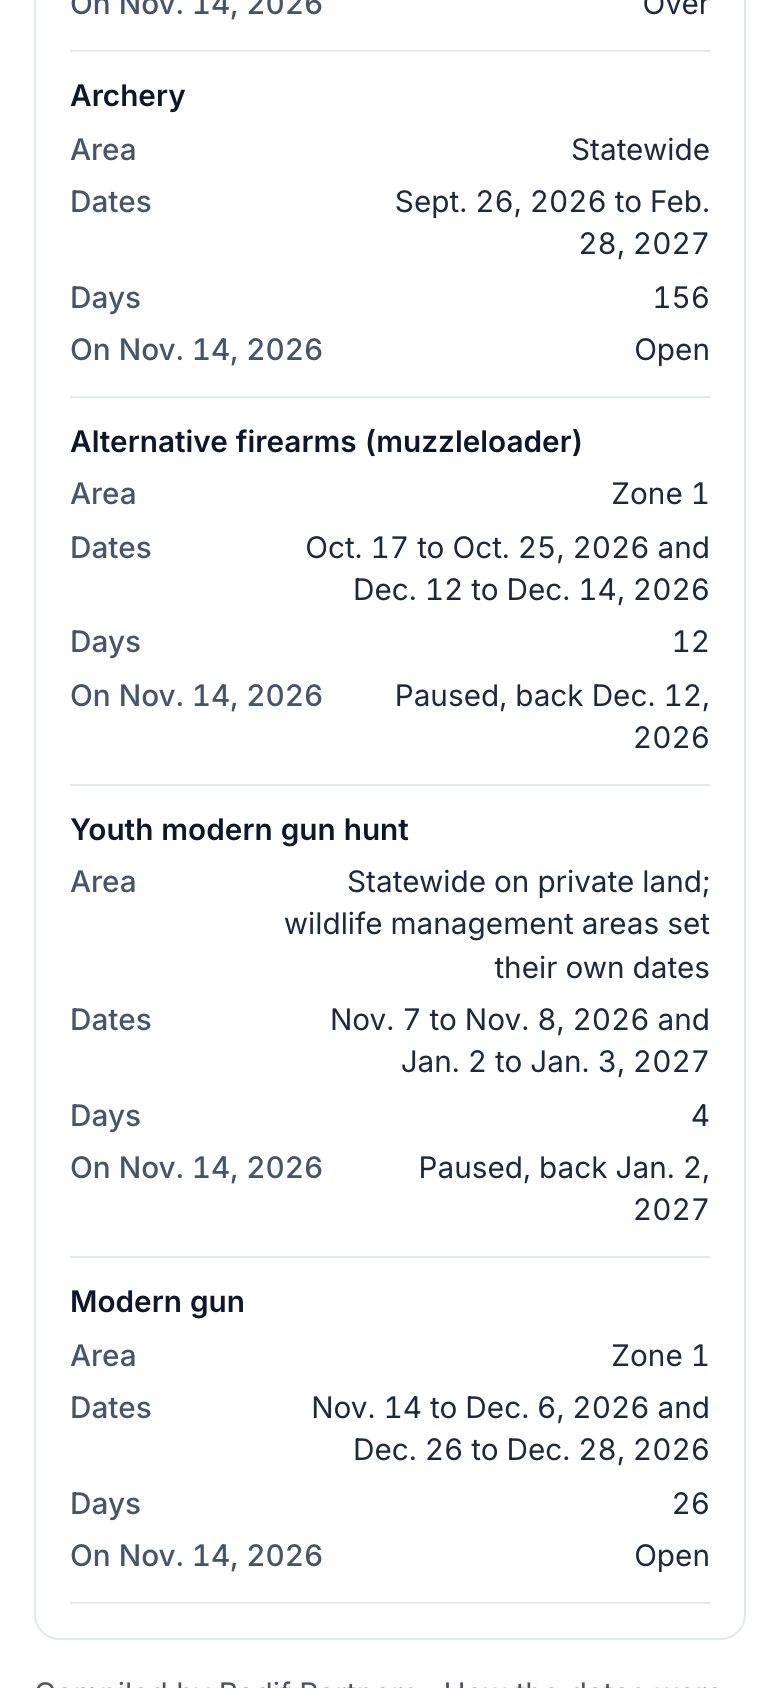 On Nov. 14, 2026 Over
Archery
Area Statewide
Dates Sept. 26, 2026 to Feb.
28, 2027
Days 156
On Nov. 14, 2026 Open
Alternative firearms (muzzleloader)
Area Zone 1
Dates Oct. 17 to Oct. 25, 2026 and
Dec. 12 to Dec. 14, 2026
Days 12
On Nov. 14, 2026 Paused, back Dec. 12,
2026
Youth modern gun hunt
Area Statewide on private land;
wildlife management areas set
their own dates
Dates Nov. 7 to Nov. 8, 2026 and
Jan. 2 to Jan. 3, 2027
Days 4
On Nov. 14, 2026 Paused, back Jan. 2,
2027
Modern gun
Area Zone 1
Dates Nov. 14 to Dec. 6, 2026 and
Dec. 26 to Dec. 28, 2026
Days 26
On Nov. 14, 2026 Open